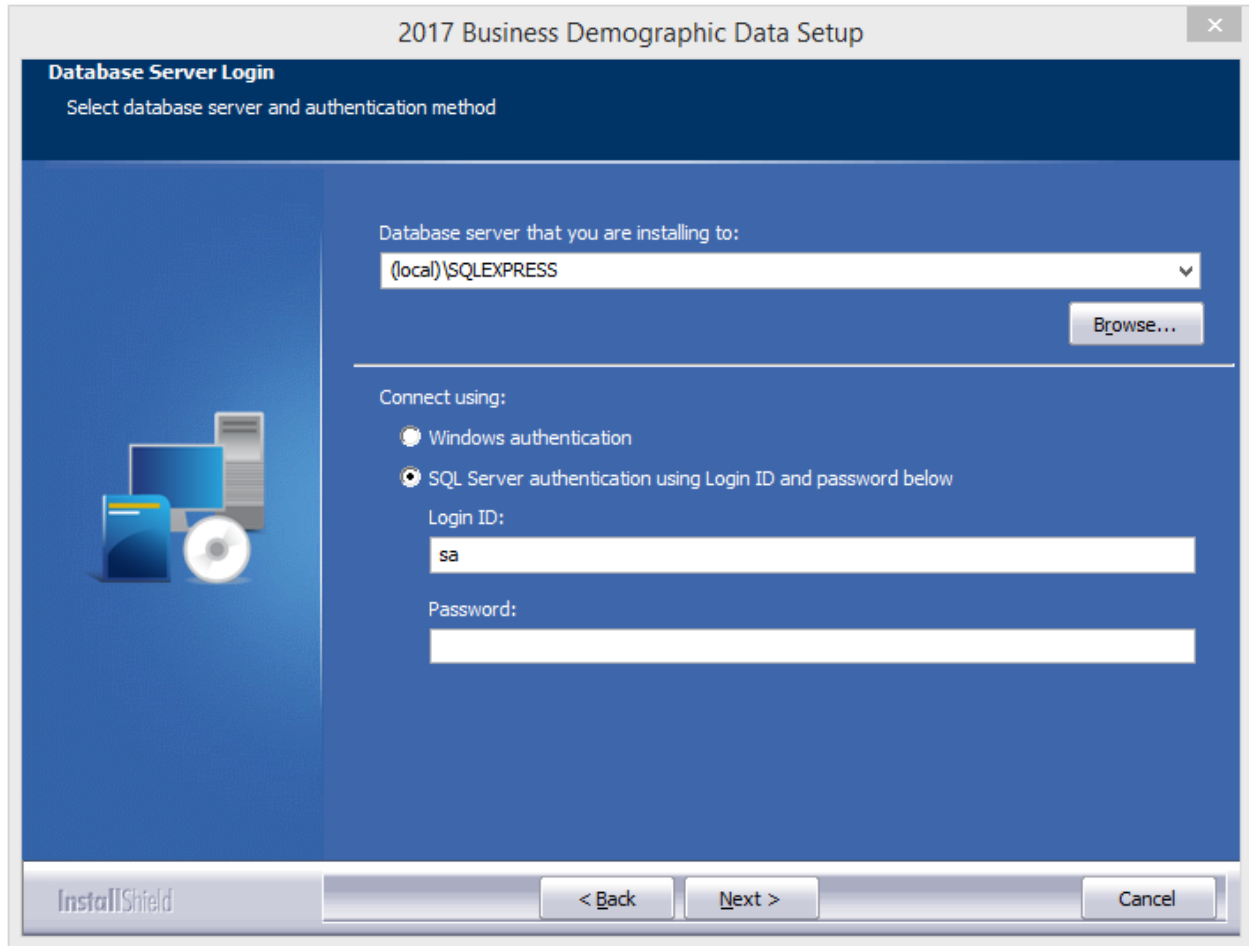 2017 Business Demographic Data Setup
Database Server Login
Select database server and authentication method
Database server that you are installing to:
(local)\SQLEXPRESS
Browse...
Connect using:
Windows authentication
SQL Server authentication using Login ID and password below
Login ID:
sa
Password:
InstallShield
< Back
Next >
Cancel